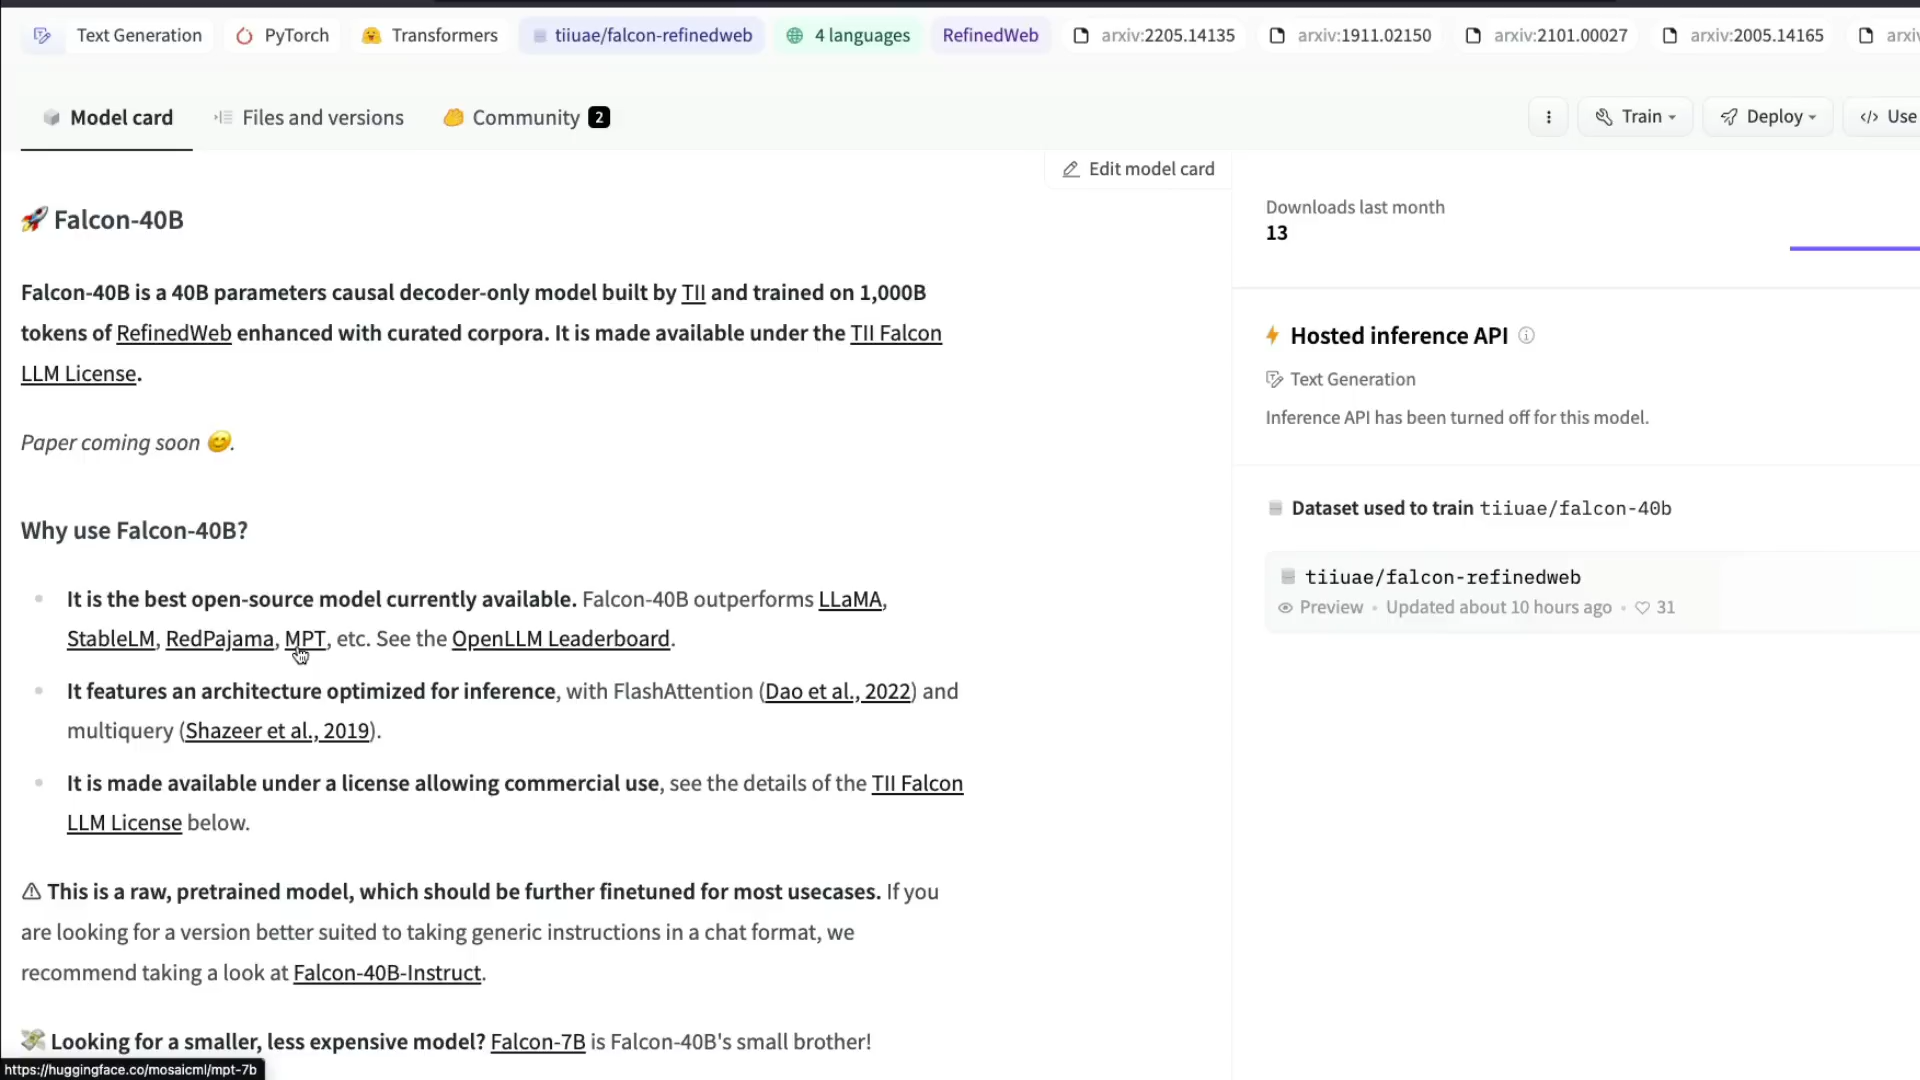 Text Generation PyTorch Transformers tiiuae/falcon-refinedweb 4 languages RefinedWeb arxiv:2205.14135 arxiv:1911.02150 arxiv:2101.00027 arxiv:2005.14165 arxi
Model card Files and versions Community 2 Train Deploy </> Use
Edit model card
🚀 Falcon-40B
Falcon-40B is a 40B parameters causal decoder-only model built by TII and trained on 1,000B
tokens of RefinedWeb enhanced with curated corpora. It is made available under the TII Falcon
LLM License.
Paper coming soon 😊.
Why use Falcon-40B?
• It is the best open-source model currently available. Falcon-40B outperforms LLaMA,
StableLM, RedPajama, MPT, etc. See the OpenLLM Leaderboard.
• It features an architecture optimized for inference, with FlashAttention (Dao et al., 2022) and
multiquery (Shazeer et al., 2019).
• It is made available under a license allowing commercial use, see the details of the TII Falcon
LLM License below.
⚠ This is a raw, pretrained model, which should be further finetuned for most usecases. If you
are looking for a version better suited to taking generic instructions in a chat format, we
recommend taking a look at Falcon-40B-Instruct.
💸 Looking for a smaller, less expensive model? Falcon-7B is Falcon-40B's small brother!
https://huggingface.co/mosaicml/mpt-7b
Downloads last month
13
⚡ Hosted inference API
Text Generation
Inference API has been turned off for this model.
Dataset used to train tiiuae/falcon-40b
tiiuae/falcon-refinedweb
Preview • Updated about 10 hours ago • ♡ 31